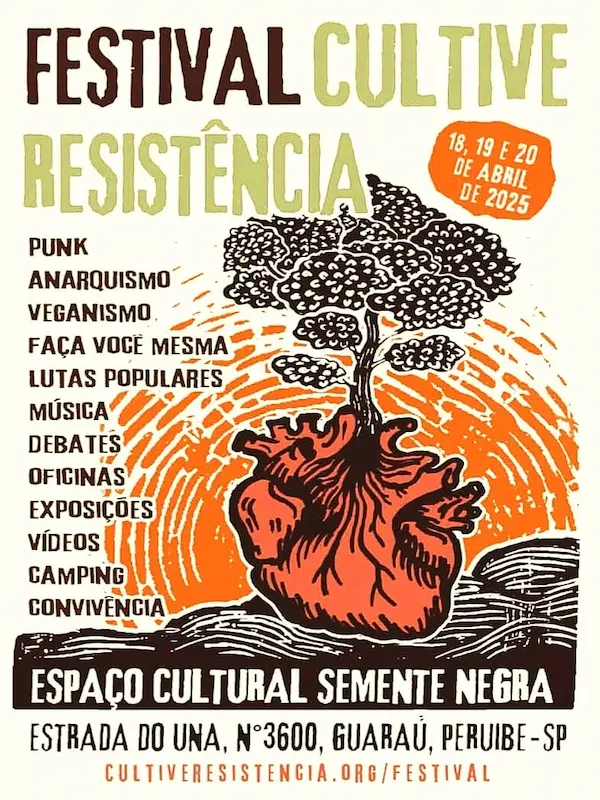 FESTIVAL CULTIVE
RESISTÊNCIA
18, 19 E 20
DE ABRIL
DE 2025
PUNK
ANARQUISMO
VEGANISMO
FAÇA VOCÊ MESMA
LUTAS POPULARES
MÚSICA
DEBATES
OFICINAS
EXPOSIÇÕES
VÍDEOS
CAMPING
CONVIVÊNCIA
ESPAÇO CULTURAL SEMENTE NEGRA
ESTRADA DO UNA, N°3600, GUARAÚ, PERUIBE-SP
CULTIVERESISTENCIA.ORG/FESTIVAL